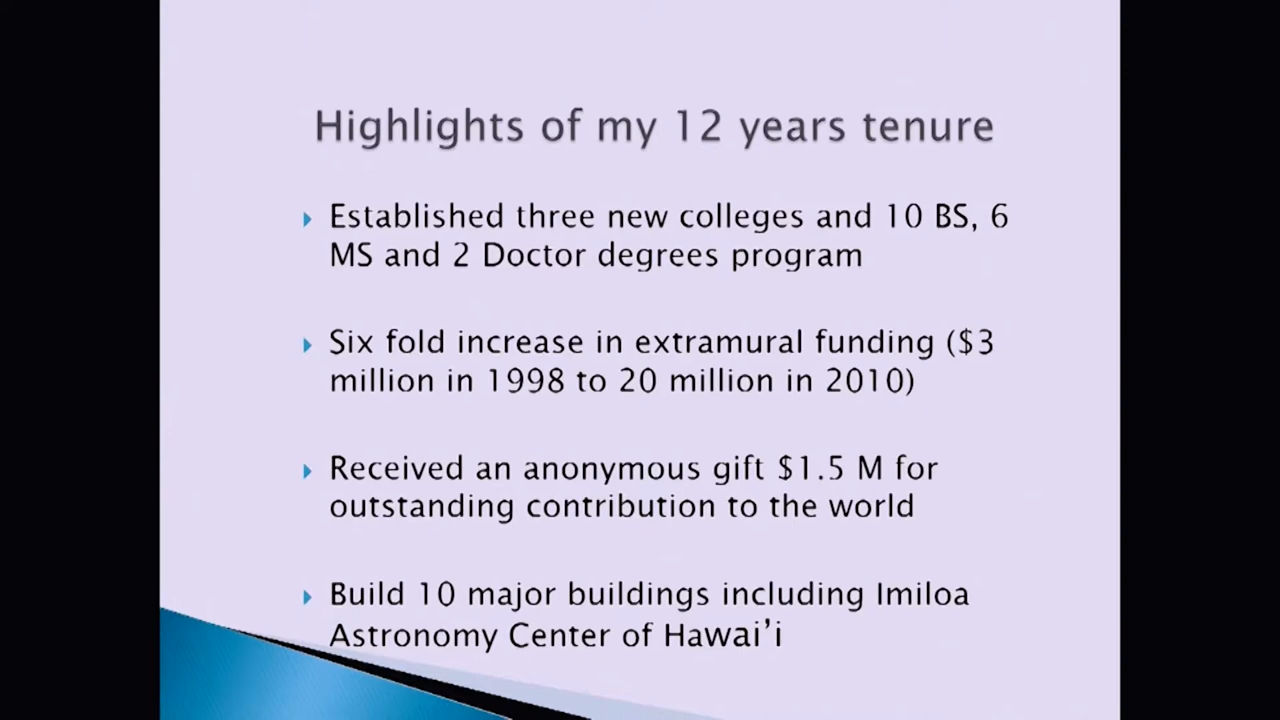 Highlights of my 12 years tenure
Established three new colleges and 10 BS, 6
MS and 2 Doctor degrees program
Six fold increase in extramural funding ($3
million in 1998 to 20 million in 2010)
Received an anonymous gift $1.5 M for
outstanding contribution to the world
Build 10 major buildings including Imiloa
Astronomy Center of Hawai’i